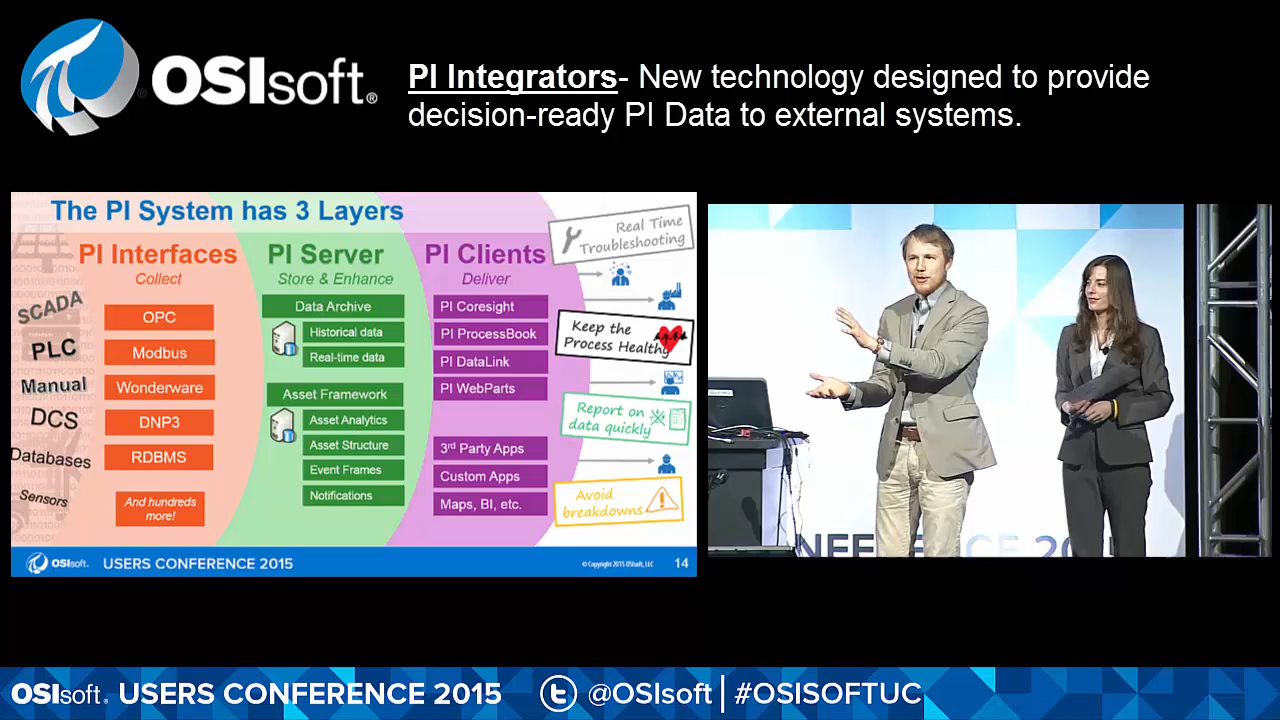 OSIsoft®
PI Integrators- New technology designed to provide
decision-ready PI Data to external systems.
The PI System has 3 Layers
PI Interfaces
Collect
SCADA
PLC
Manual
DCS
Databases
Sensors
OPC
Modbus
Wonderware
DNP3
RDBMS
And hundreds
more!
PI Server
Store & Enhance
Data Archive
Historical data
Real-time data
Asset Framework
Asset Analytics
Asset Structure
Event Frames
Notifications
PI Clients
Deliver
PI Coresight
PI ProcessBook
PI DataLink
PI WebParts
3rd Party Apps
Custom Apps
Maps, BI, etc.
Real Time
Troubleshooting
Keep the
Process Healthy
Report on
data quickly
Avoid
breakdowns
OSIsoft. USERS CONFERENCE 2015
© Copyright 2015 OSIsoft, LLC
14
NFERENCE 20
OSIsoft. USERS CONFERENCE 2015 @OSIsoft #OSISOFTUC